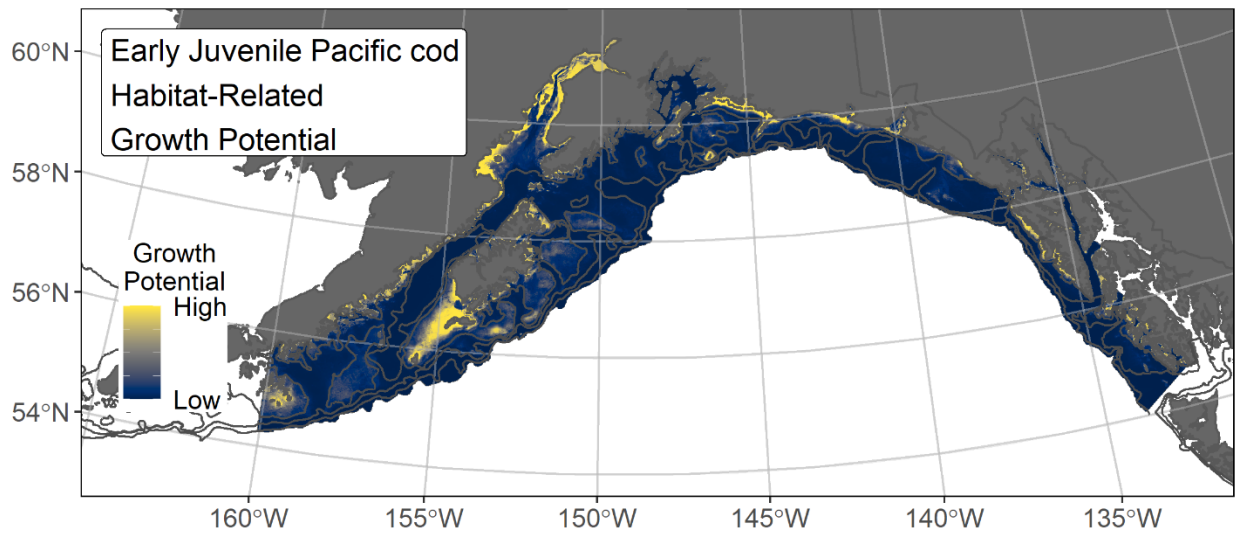 Early Juvenile Pacific cod
Habitat-Related
Growth Potential
60°N
58°N
56°N
54°N
Growth
Potential
High
Low
160°W
155°W
150°W
145°W
140°W
135°W